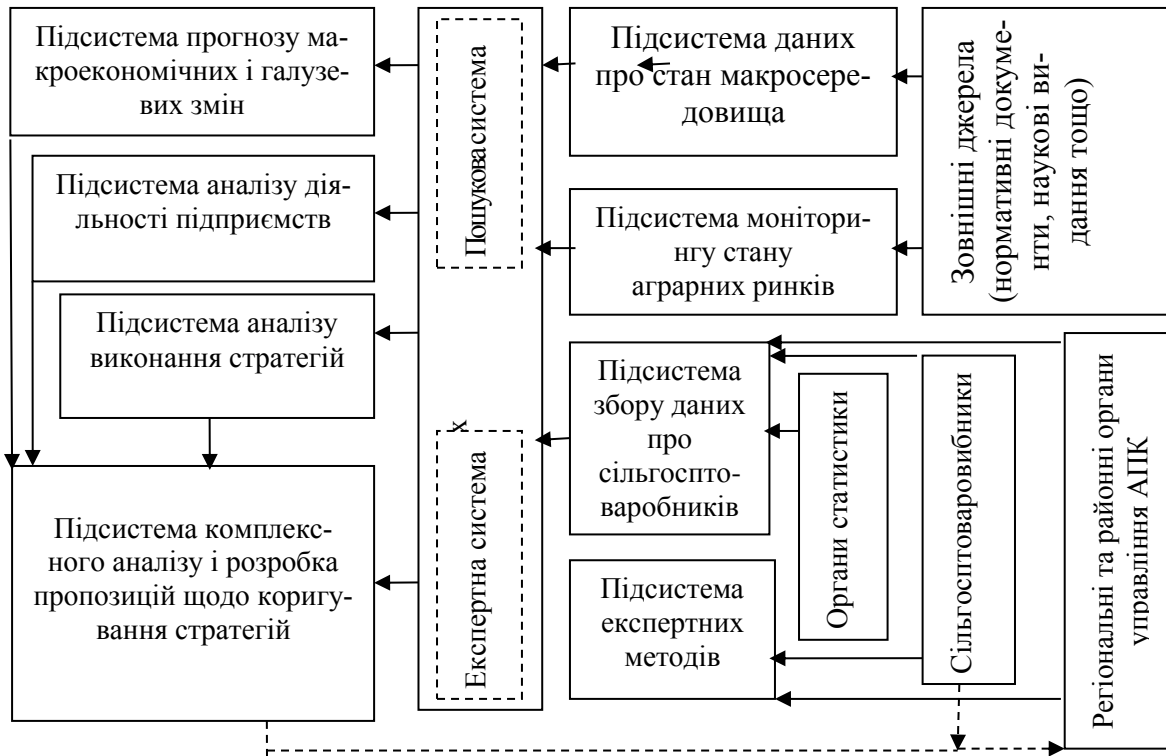 Підсистема прогнозу ма-
кроекономічних і галузе-
вих змін
Підсистема аналізу дія-
льності підприємств
Підсистема аналізу
виконання стратегій
Підсистема комплекс-
ного аналізу і розробка
пропозицій щодо коригу-
вання стратегій
Пошуковасистема
х
Експертна система
Підсистема даних
про стан макросере-
довища
Підсистема монітори-
нгу стану
аграрних ринків
Підсистема
збору даних
про
сільгоспто-
варобників
Підсистема
експертних
методів
Органи статистики
Сільгосптоваровибники
Зовнішні джерела
(нормативні докуме-
нти, наукові ви-
дання тощо)
Регіональні та районні органи
управління АПК